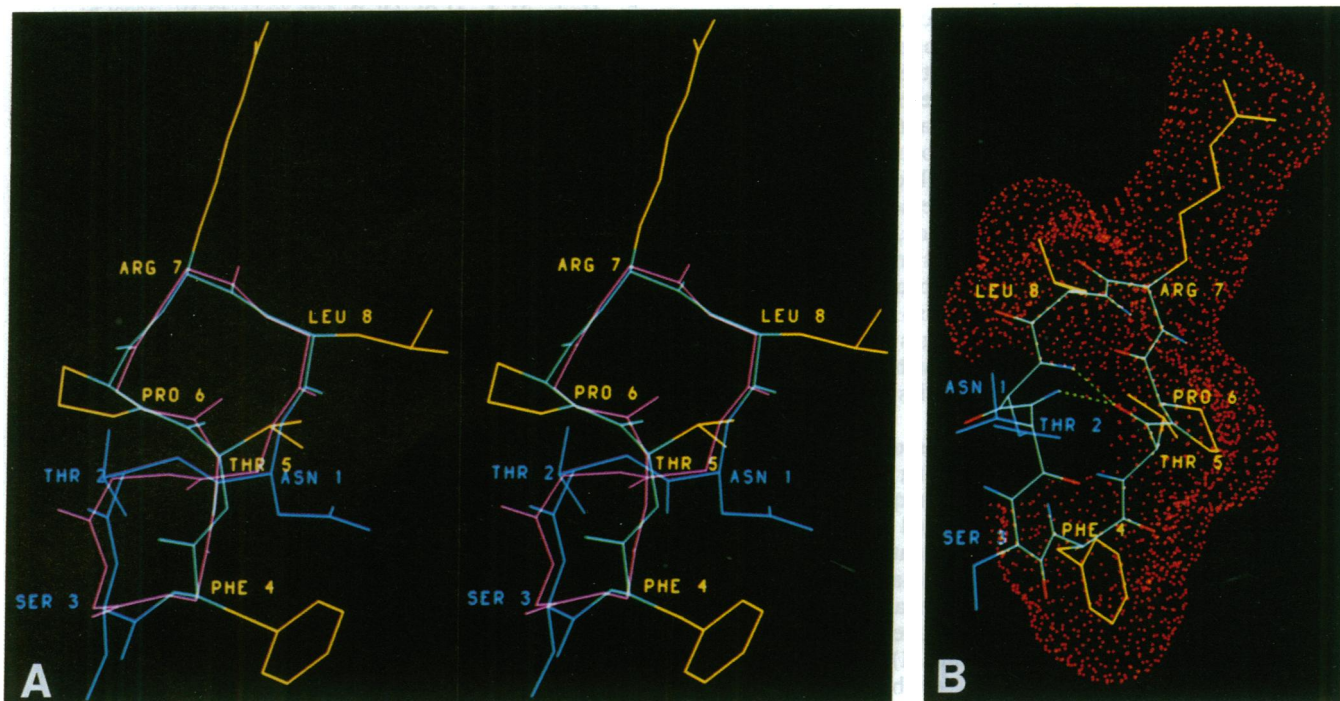 ARG 7
LEU 8
PRO 6
THR 2
THR 5
ASN 1
SER 3
PHE 4
A
ARG 7
LEU 8
PRO 6
THR 2
THR 5
ASN 1
SER 3
PHE 4
LEU 8
ARG 7
ASN 1
PRO 6
THR 2
THR 5
SER 3
PHE 4
B